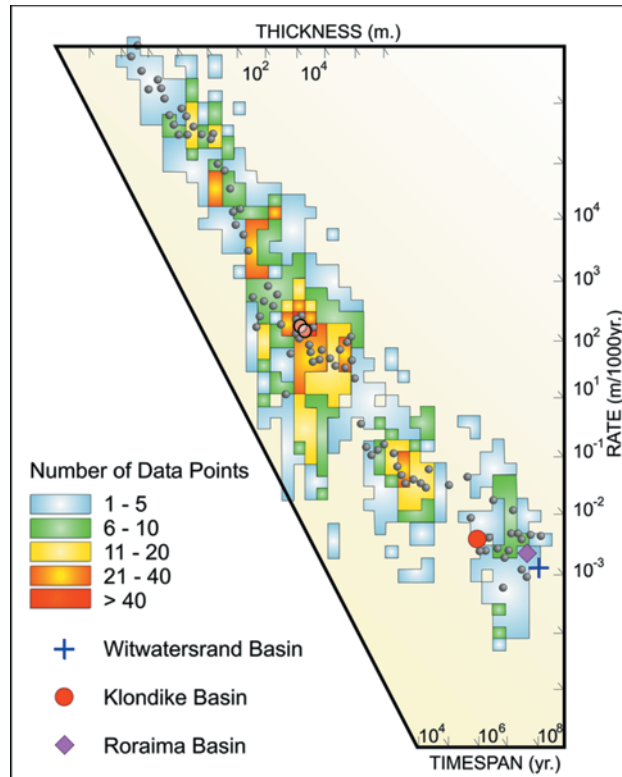 THICKNESS (m.)
10²
10⁴
10⁴
10³
10²
10¹
10⁻¹
10⁻²
10⁻³
RATE (m/1000yr.)
Number of Data Points
1 - 5
6 - 10
11 - 20
21 - 40
> 40
Witwatersrand Basin
Klondike Basin
Roraima Basin
10⁴
10⁶
10⁸
TIMESPAN (yr.)